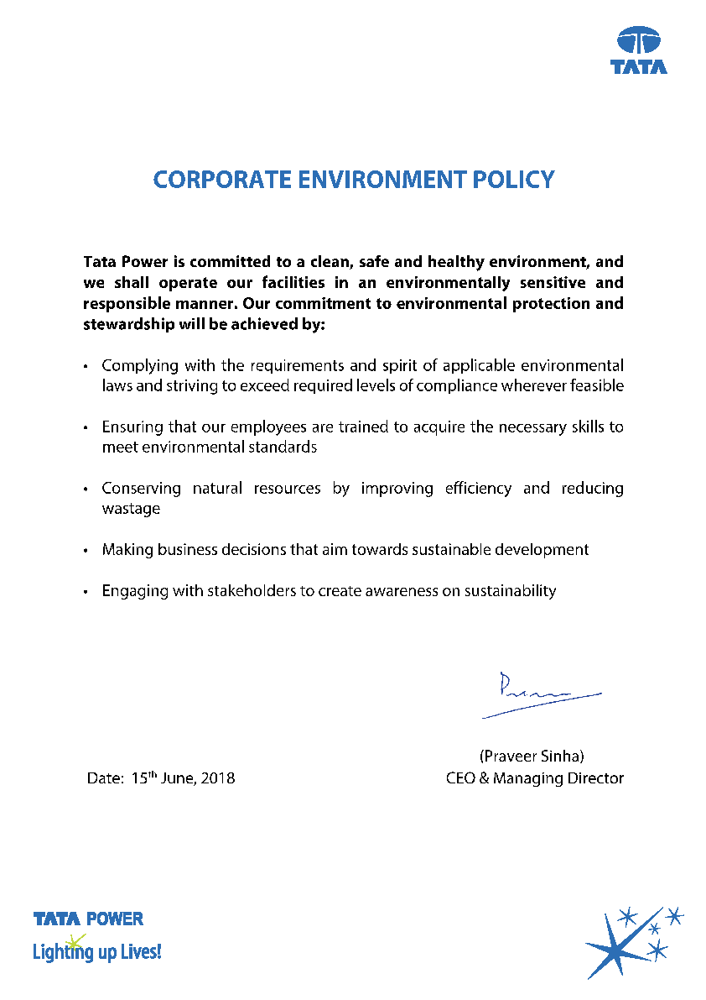 TATA
CORPORATE ENVIRONMENT POLICY
Tata Power is committed to a clean, safe and healthy environment, and
we shall operate our facilities in an environmentally sensitive and
responsible manner. Our commitment to environmental protection and
stewardship will be achieved by:
• Complying with the requirements and spirit of applicable environmental
laws and striving to exceed required levels of compliance wherever feasible
• Ensuring that our employees are trained to acquire the necessary skills to
meet environmental standards
• Conserving natural resources by improving efficiency and reducing
wastage
• Making business decisions that aim towards sustainable development
• Engaging with stakeholders to create awareness on sustainability
(Praveer Sinha)
Date: 15th June, 2018 CEO & Managing Director
TATA POWER
Lighting up Lives!